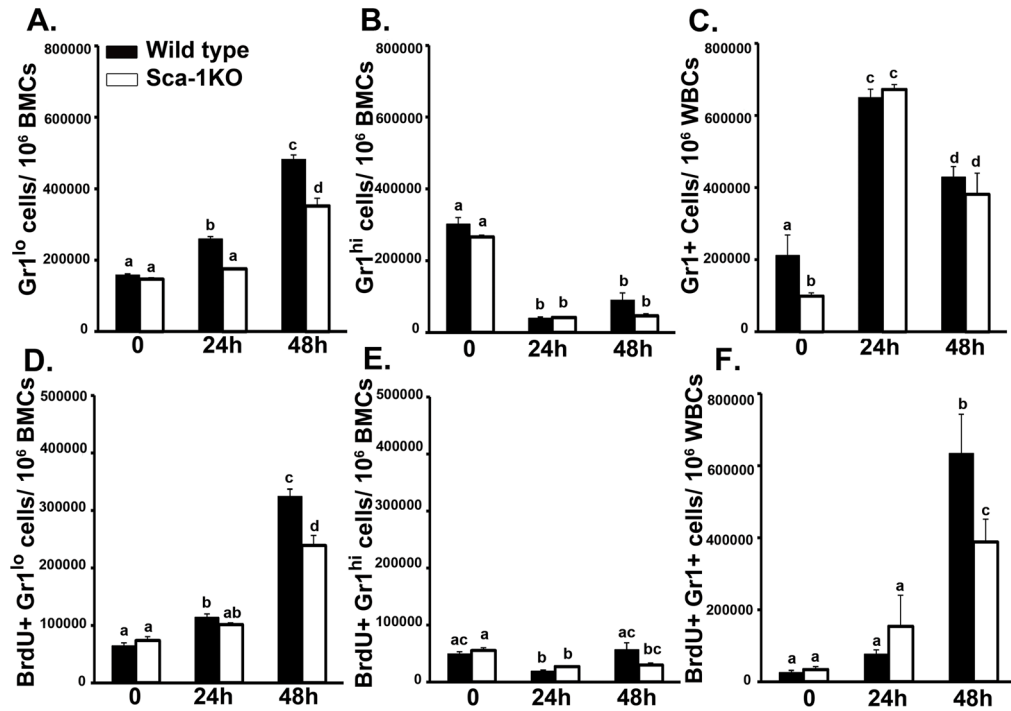 A.
Gr1lo cells/ 10⁶ BMCs
800000
600000
400000
200000
0
Wild type
Sca-1KO
a a
b a
c d
0 24h 48h
B.
Gr1hi cells/ 10⁶ BMCs
800000
600000
400000
200000
0
a a
b b
b b
0 24h 48h
C.
Gr1+ Cells/ 10⁶ WBCs
800000
600000
400000
200000
0
a b
c c
d d
0 24h 48h
D.
BrdU+ Gr1lo cells/ 10⁶ BMCs
500000
400000
300000
200000
100000
0
a a
b ab
c d
0 24h 48h
E.
BrdU+ Gr1hi cells/ 10⁶ BMCs
500000
400000
300000
200000
100000
0
ac a
b b
ac bc
0 24h 48h
F.
BrdU+ Gr1+ cells/ 10⁶ WBCs
800000
600000
400000
200000
0
a a
a a
b c
0 24h 48h